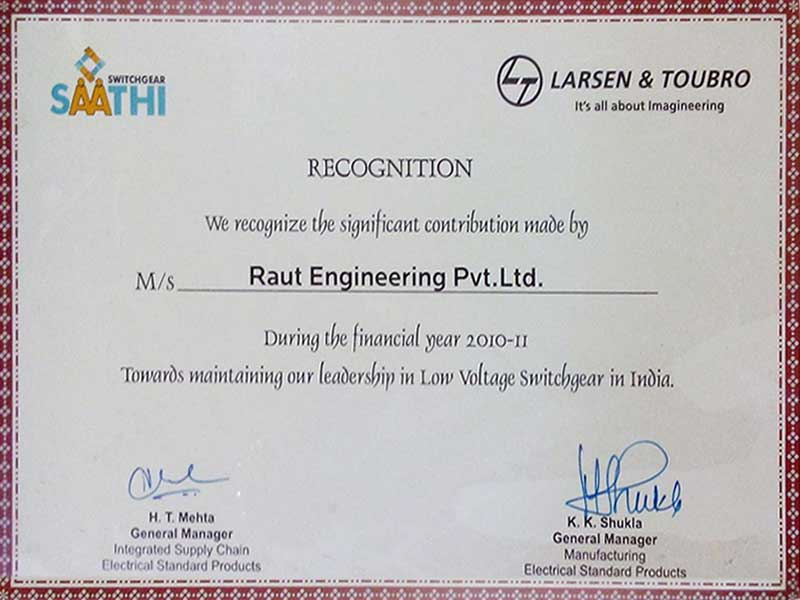 SWITCHGEAR
SAATHI
LARSEN & TOUBRO
It's all about Imagineering
RECOGNITION
We recognize the significant contribution made by
M/s Raut Engineering Pvt.Ltd.
During the financial year 2010-11
Towards maintaining our leadership in Low Voltage Switchgear in India.
H. T. Mehta
General Manager
Integrated Supply Chain
Electrical Standard Products
K. K. Shukla
General Manager
Manufacturing
Electrical Standard Products